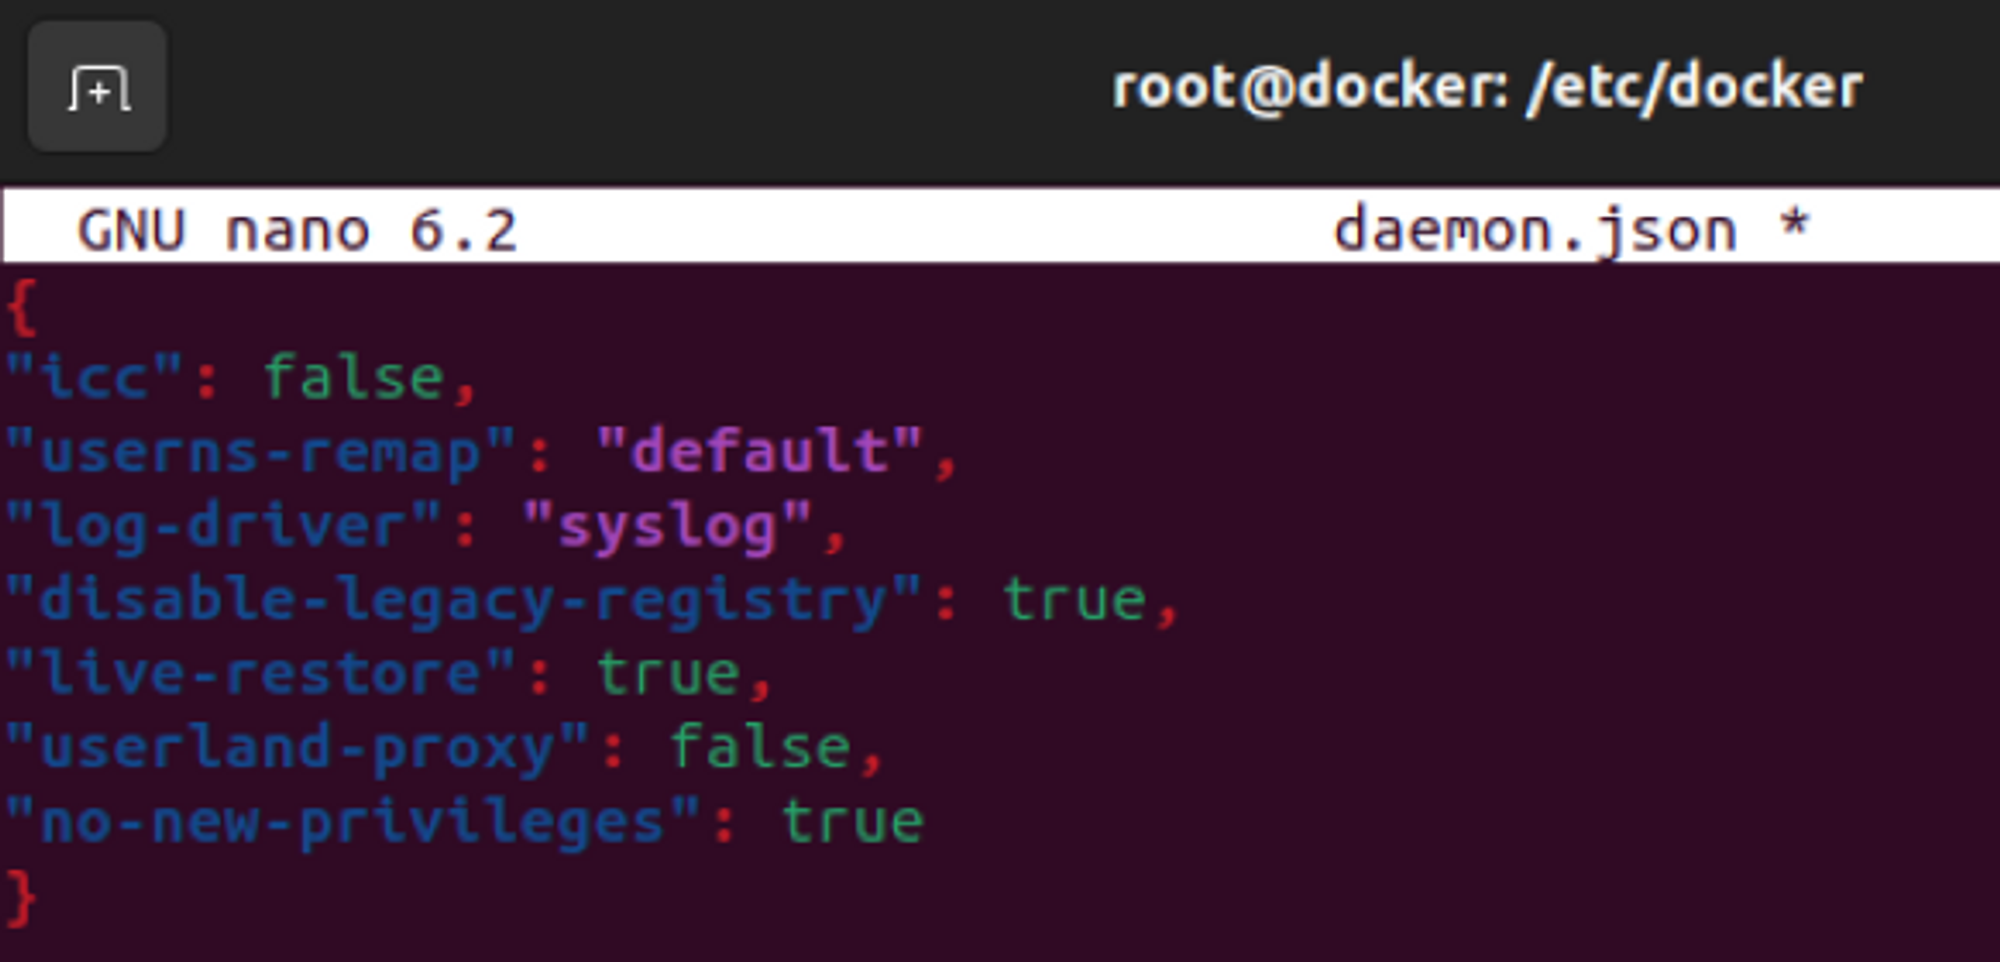 root@docker: /etc/docker
GNU nano 6.2 daemon.json *
{
"icc": false,
"userns-remap": "default",
"log-driver": "syslog",
"disable-legacy-registry": true,
"live-restore": true,
"userland-proxy": false,
"no-new-privileges": true
}